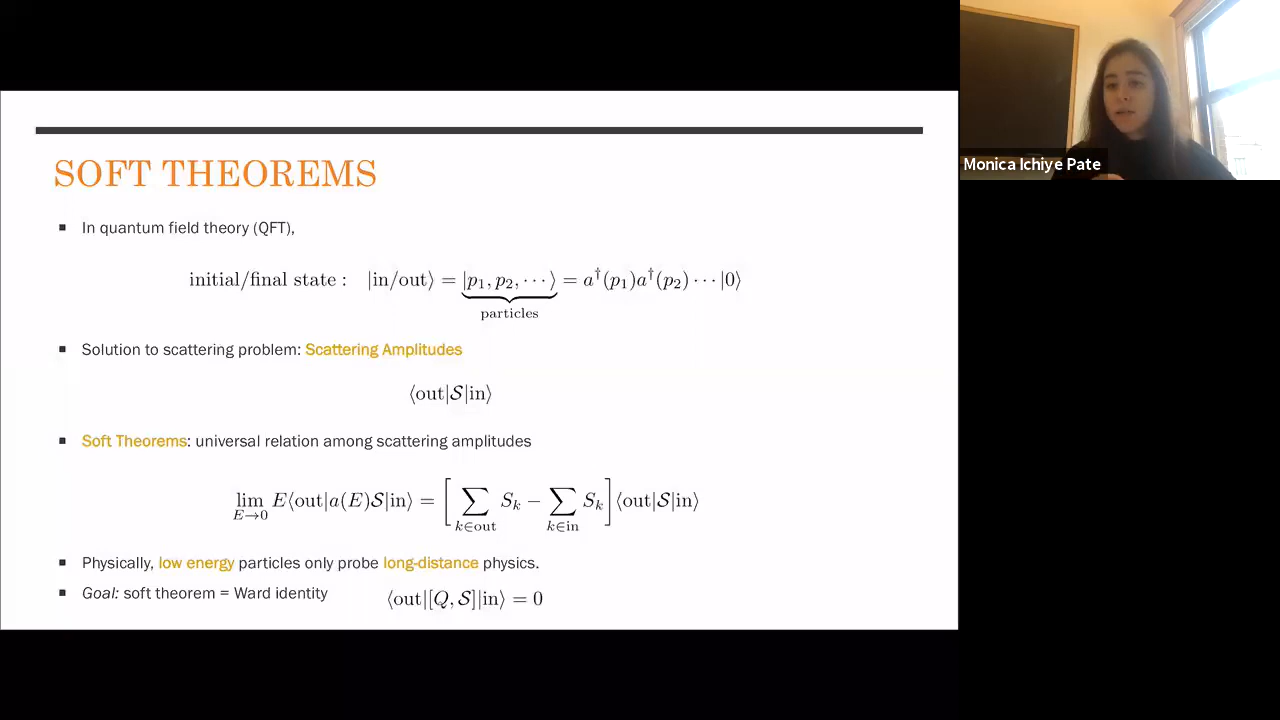 SOFT THEOREMS
▪ In quantum field theory (QFT),
initial/final state : |in/out⟩ = |p₁, p₂, ⋯⟩ = a†(p₁)a†(p₂) ⋯ |0⟩
particles
▪ Solution to scattering problem: Scattering Amplitudes
⟨out|𝒮|in⟩
▪ Soft Theorems: universal relation among scattering amplitudes
lim E→0 E⟨out|a(E)𝒮|in⟩ = [ ∑ k∈out Sₖ − ∑ k∈in Sₖ ] ⟨out|𝒮|in⟩
▪ Physically, low energy particles only probe long-distance physics.
▪ Goal: soft theorem = Ward identity ⟨out|[Q, 𝒮]|in⟩ = 0
Monica Ichiye Pate